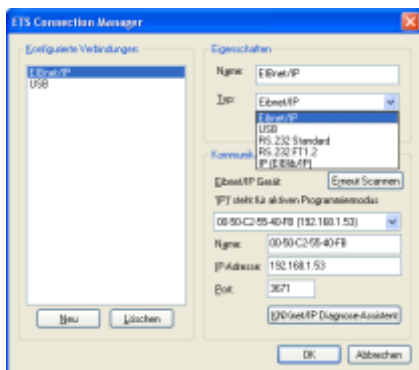 ETS Connection Manager
Konfigurierte Verbindungen:
EIBnet/IP
USB
Neu
Löschen
Eigenschaften
Name: EIBnet/IP
Typ: Eibnet/IP
Eibnet/IP
USB
RS.232 Standard
RS.232 FT1.2
IP (EIBlib/IP)
Kommunik
Eibnet/IP Gerät:
Erneut Scannen
'(P)' steht für aktiven Programmiermodus
00-50-C2-55-40-FB (192.168.1.53)
Name: 00-50-C2-55-40-FB
IP-Adresse: 192.168.1.53
Port: 3671
KNXnet/IP Diagnose-Assistent
OK
Abbrechen